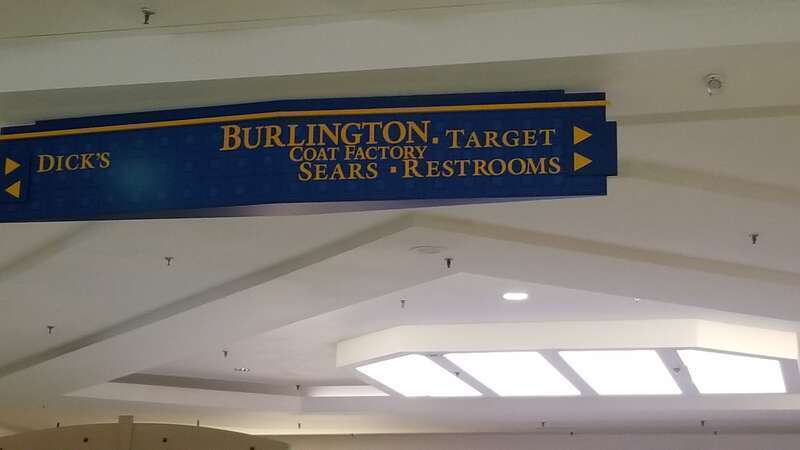 DICK'S
BURLINGTON. TARGET
COAT FACTORY
SEARS · RESTROOMS